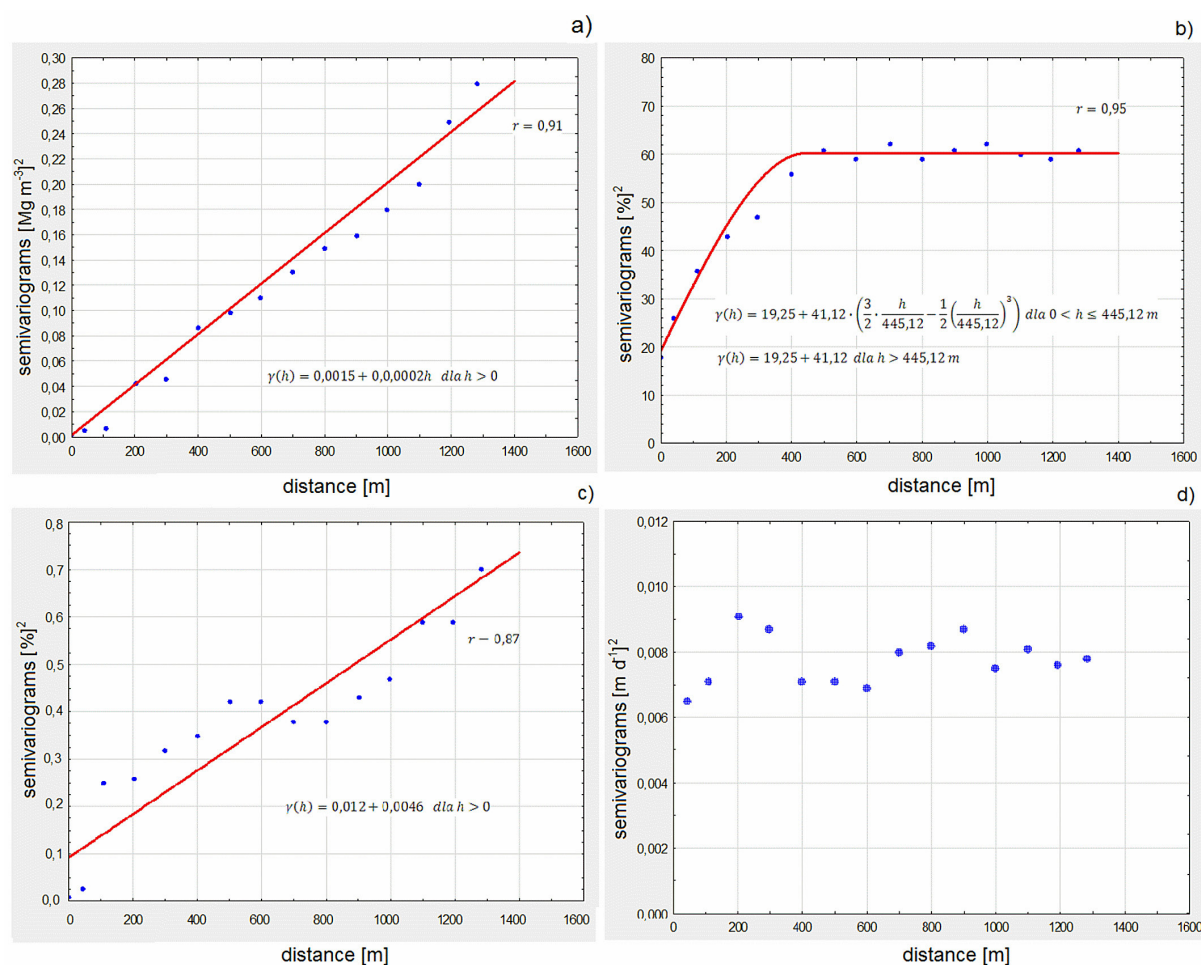 a)
semivariograms [Mg m⁻³]²
0,30
0,28
0,26
0,24
0,22
0,20
0,18
0,16
0,14
0,12
0,10
0,08
0,06
0,04
0,02
0,00
r = 0,91
γ(h) = 0,0015 + 0,0,0002h dla h > 0
0 200 400 600 800 1000 1200 1400 1600
distance [m]
b)
semivariograms [%]²
80
70
60
50
40
30
20
10
0
r = 0,95
γ(h) = 19,25 + 41,12 · (3/2 · h/445,12 − 1/2 (h/445,12)³) dla 0 < h ≤ 445,12 m
γ(h) = 19,25 + 41,12 dla h > 445,12 m
0 200 400 600 800 1000 1200 1400 1600
distance [m]
c)
semivariograms [%]²
0,8
0,7
0,6
0,5
0,4
0,3
0,2
0,1
0,0
r − 0,87
γ(h) = 0,012 + 0,0046 dla h > 0
0 200 400 600 800 1000 1200 1400 1600
distance [m]
d)
semivariograms [m d⁻¹]²
0,012
0,010
0,008
0,006
0,004
0,002
0,000
0 200 400 600 800 1000 1200 1400 1600
distance [m]